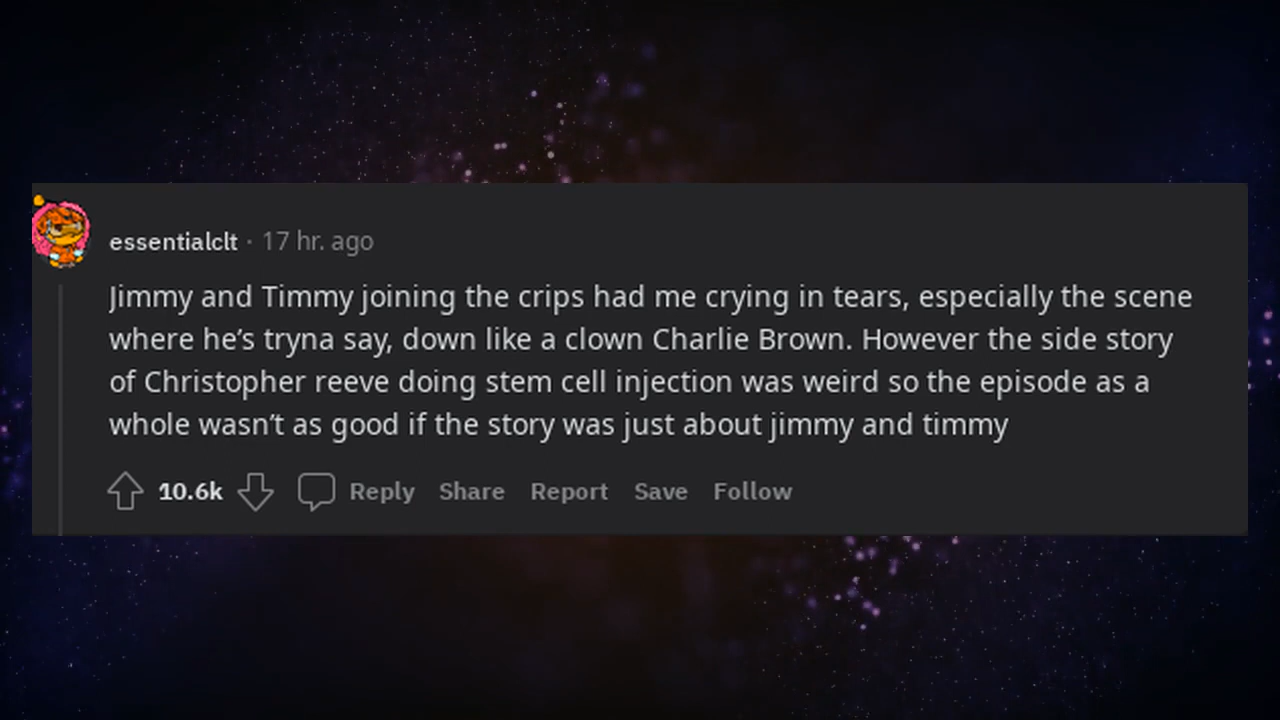 essentialclt · 17 hr. ago
Jimmy and Timmy joining the crips had me crying in tears, especially the scene
where he’s tryna say, down like a clown Charlie Brown. However the side story
of Christopher reeve doing stem cell injection was weird so the episode as a
whole wasn’t as good if the story was just about jimmy and timmy
10.6k Reply Share Report Save Follow